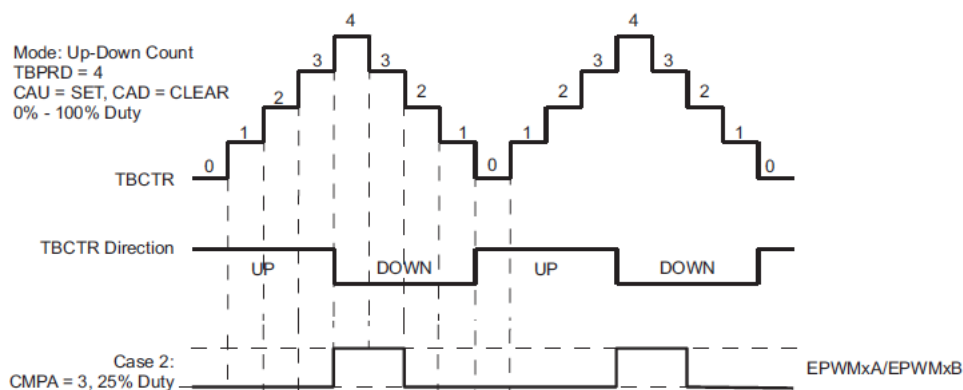 4
Mode: Up-Down Count
TBPRD = 4
CAU = SET, CAD = CLEAR
0% - 100% Duty
3 3 3 3
2 2 2 2
1 1 1 1
0 0 0
4
TBCTR
TBCTR Direction
UP DOWN UP DOWN
Case 2:
CMPA = 3, 25% Duty
EPWMxA/EPWMxB